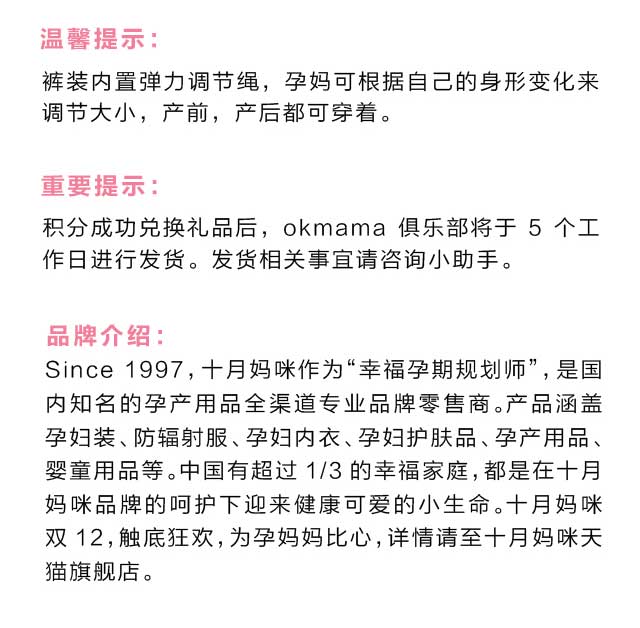 温馨提示：
裤装内置弹力调节绳，孕妈可根据自己的身形变化来
调节大小，产前，产后都可穿着。
重要提示：
积分成功兑换礼品后，okmama 俱乐部将于 5 个工
作日进行发货。发货相关事宜请咨询小助手。
品牌介绍：
Since 1997，十月妈咪作为“幸福孕期规划师”，是国
内知名的孕产用品全渠道专业品牌零售商。产品涵盖
孕妇装、防辐射服、孕妇内衣、孕妇护肤品、孕产用品、
婴童用品等。中国有超过 1/3 的幸福家庭，都是在十月
妈咪品牌的呵护下迎来健康可爱的小生命。十月妈咪
双 12，触底狂欢，为孕妈妈比心，详情请至十月妈咪天
猫旗舰店。